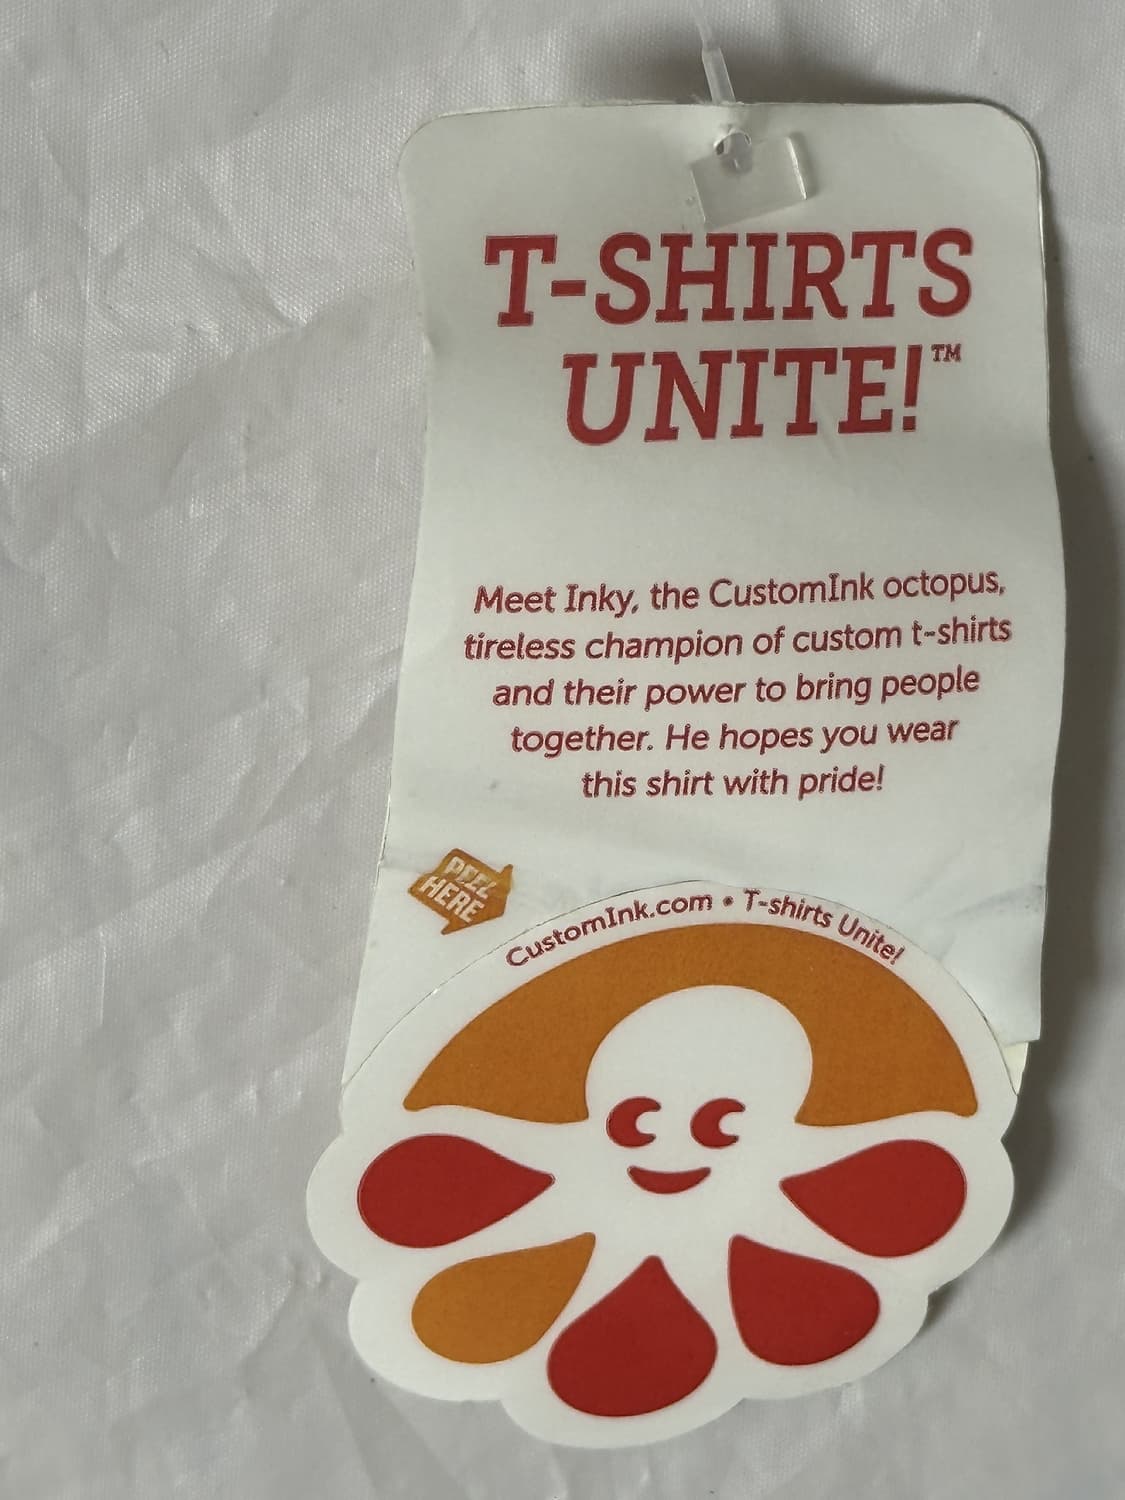 T-SHIRTS
UNITE!™
Meet Inky, the CustomInk octopus,
tireless champion of custom t-shirts
and their power to bring people
together. He hopes you wear
this shirt with pride!
PEEL
HERE
CustomInk.com • T-shirts Unite!